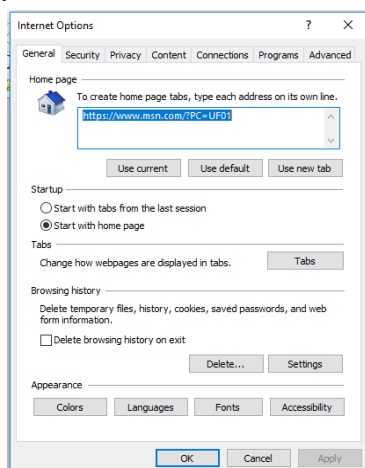 Internet Options
? X
General Security Privacy Content Connections Programs Advanced
Home page
To create home page tabs, type each address on its own line.
https://www.msn.com/?PC=UF01
Use current Use default Use new tab
Startup
Start with tabs from the last session
Start with home page
Tabs
Change how webpages are displayed in tabs. Tabs
Browsing history
Delete temporary files, history, cookies, saved passwords, and web
form information.
Delete browsing history on exit
Delete... Settings
Appearance
Colors Languages Fonts Accessibility
OK Cancel Apply